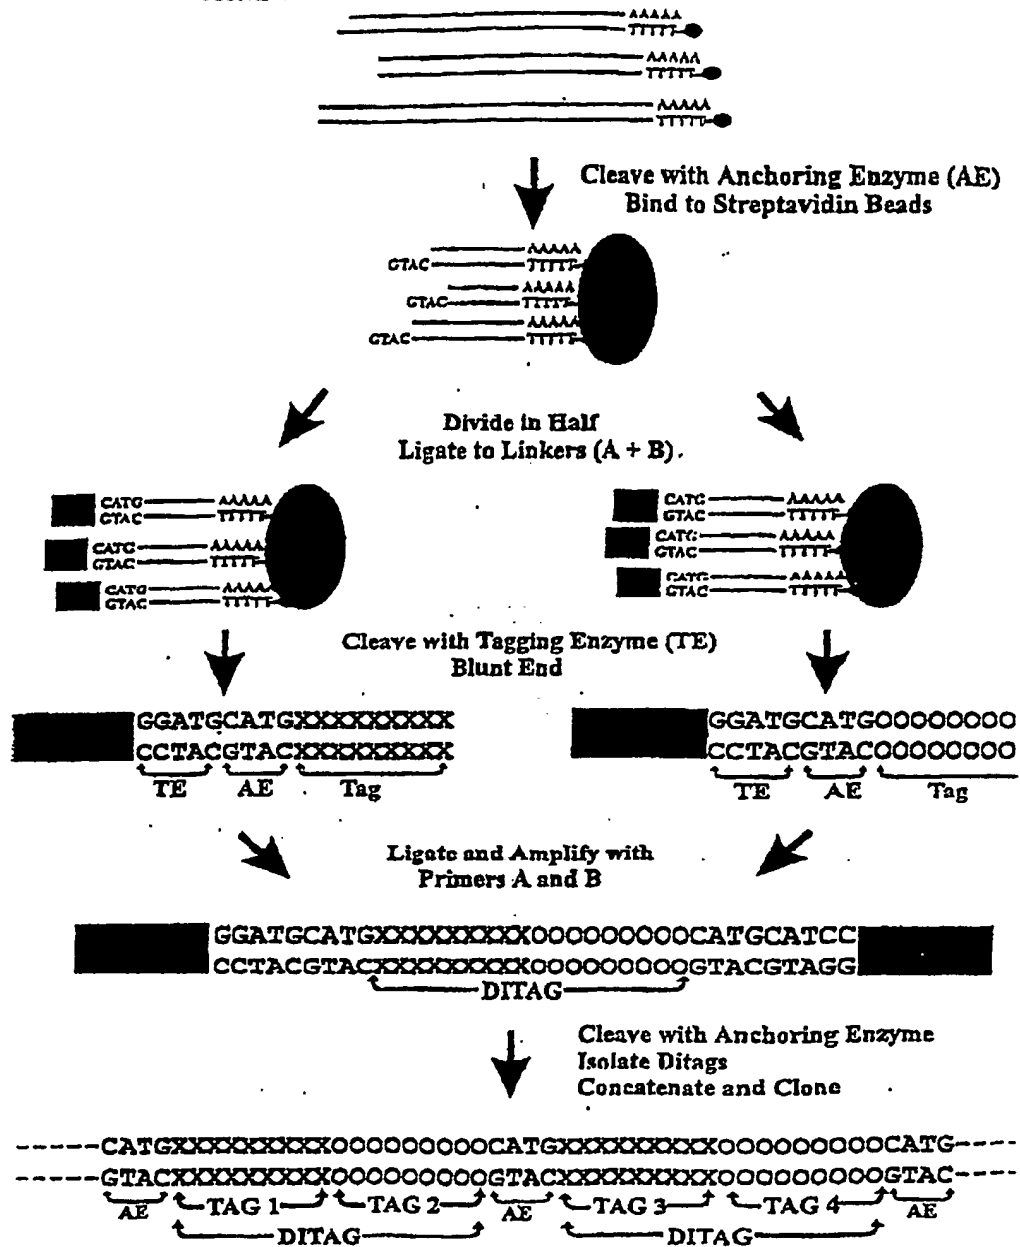 AAAAA
TTTTT
AAAAA
TTTTT
AAAAA
TTTTT
Cleave with Anchoring Enzyme (AE)
Bind to Streptavidin Beads
AAAAA
GTAC TTTTT
AAAAA
GTAC TTTTT
AAAAA
GTAC TTTTT
Divide in Half
Ligate to Linkers (A + B)
CATG AAAAA
GTAC TTTTT
CATG AAAAA
GTAC TTTTT
CATG AAAAA
GTAC TTTTT
CATG AAAAA
GTAC TTTTT
CATG AAAAA
GTAC TTTTT
CATG AAAAA
GTAC TTTTT
Cleave with Tagging Enzyme (TE)
Blunt End
GGATGCATGXXXXXXXXX
CCTACGTACXXXXXXXXX
TE AE Tag
GGATGCATGOOOOOOOO
CCTACGTACOOOOOOOO
TE AE Tag
Ligate and Amplify with
Primers A and B
GGATGCATGXXXXXXXXXOOOOOOOOOCATGCATCC
CCTACGTACXXXXXXXXXOOOOOOOOOGTACGTAGG
DITAG
Cleave with Anchoring Enzyme
Isolate Ditags
Concatenate and Clone
-----CATGXXXXXXXXXOOOOOOOOOCATGXXXXXXXXXOOOOOOOOOCATG----
-----GTACXXXXXXXXXOOOOOOOOOGTACXXXXXXXXXOOOOOOOOOGTAC----
AE TAG 1 TAG 2 AE TAG 3 TAG 4 AE
DITAG DITAG